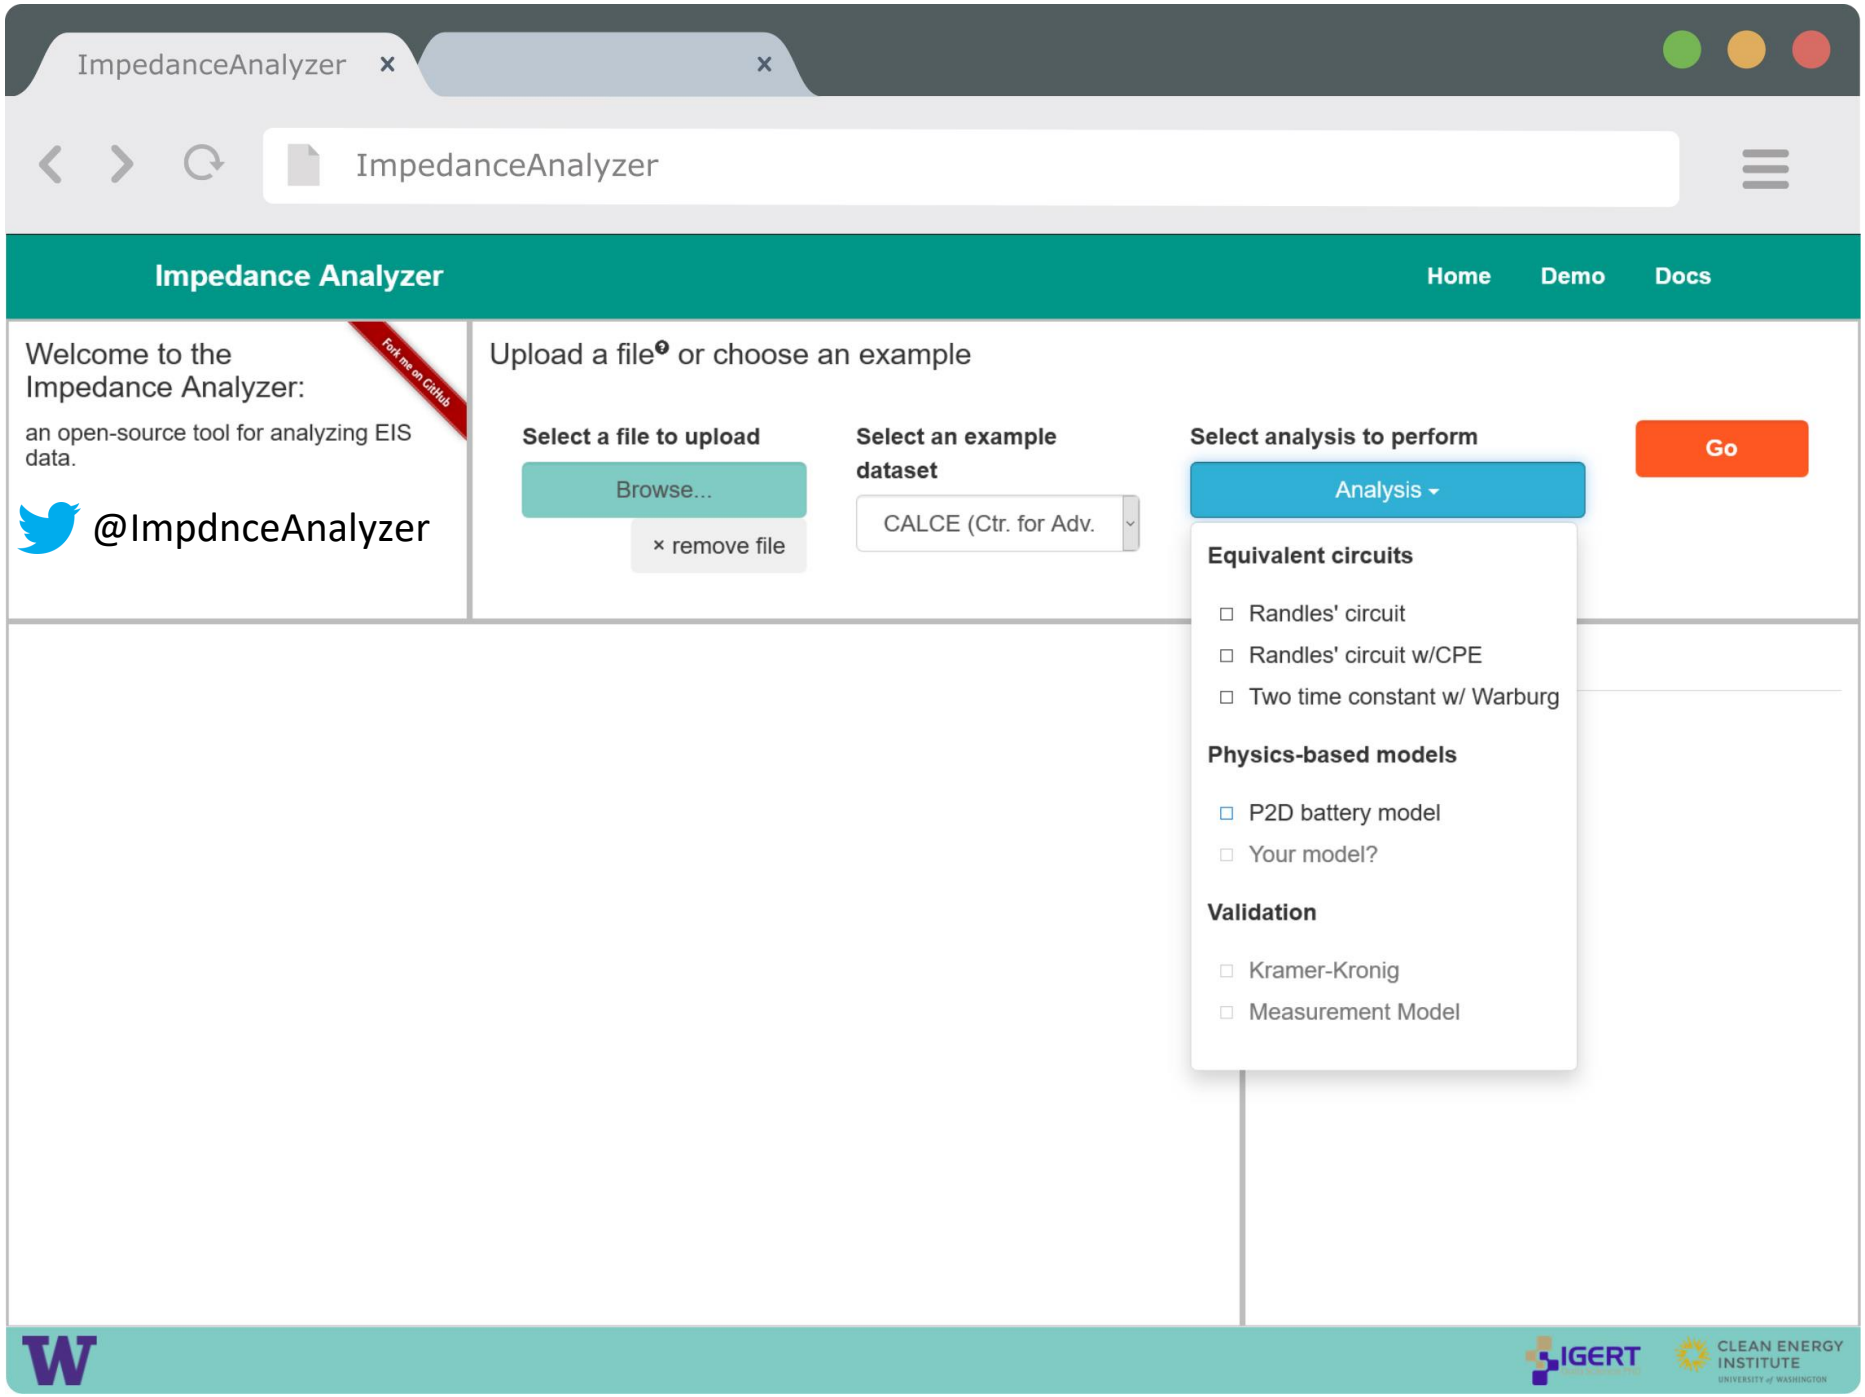 ImpedanceAnalyzer x x
ImpedanceAnalyzer
Impedance Analyzer Home Demo Docs
Welcome to the
Impedance Analyzer:
an open-source tool for analyzing EIS
data.
Fork me on GitHub
@ImpdnceAnalyzer
Upload a file or choose an example
Select a file to upload
Browse...
× remove file
Select an example
dataset
CALCE (Ctr. for Adv.
Select analysis to perform
Analysis
Go
Equivalent circuits
Randles' circuit
Randles' circuit w/CPE
Two time constant w/ Warburg
Physics-based models
P2D battery model
Your model?
Validation
Kramer-Kronig
Measurement Model
W
IGERT
CLEAN ENERGY
INSTITUTE
UNIVERSITY of WASHINGTON